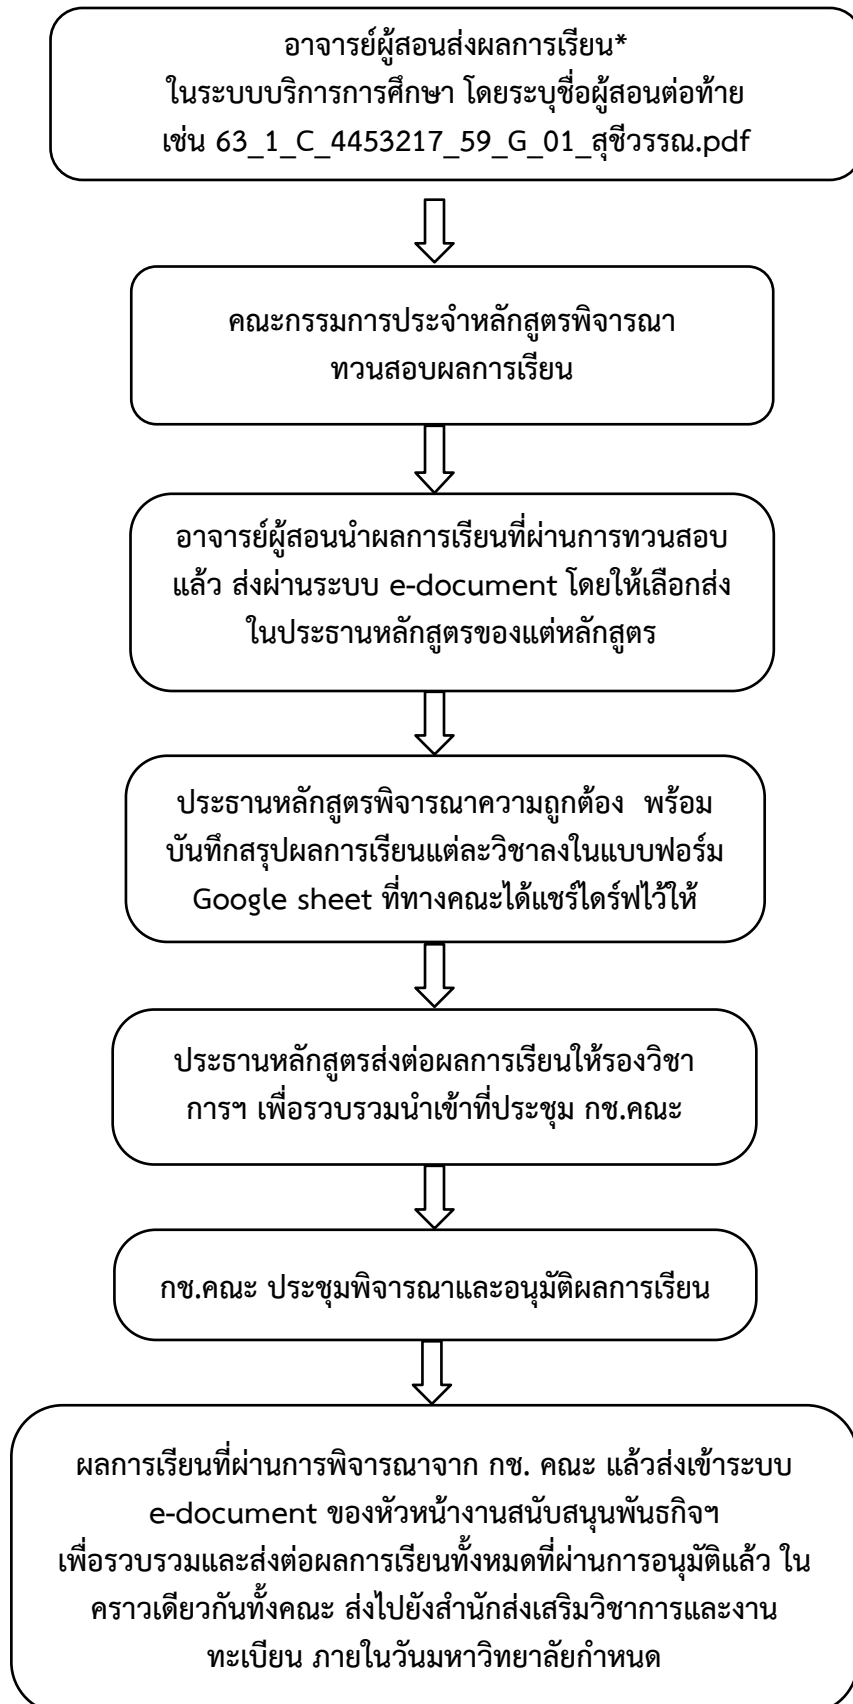 อาจารย์ผู้สอนส่งผลการเรียน*
ในระบบบริการการศึกษา โดยระบุชื่อผู้สอนต่อท้าย
เช่น 63_1_C_4453217_59_G_01_สุชีวรรณ.pdf
คณะกรรมการประจำหลักสูตรพิจารณา
ทวนสอบผลการเรียน
อาจารย์ผู้สอนนำผลการเรียนที่ผ่านการทวนสอบ
แล้ว ส่งผ่านระบบ e-document โดยให้เลือกส่ง
ในประธานหลักสูตรของแต่หลักสูตร
ประธานหลักสูตรพิจารณาความถูกต้อง พร้อม
บันทึกสรุปผลการเรียนแต่ละวิชาลงในแบบฟอร์ม
Google sheet ที่ทางคณะได้แชร์ไดร์ฟไว้ให้
ประธานหลักสูตรส่งต่อผลการเรียนให้รองวิชา
การฯ เพื่อรวบรวมนำเข้าที่ประชุม กช.คณะ
กช.คณะ ประชุมพิจารณาและอนุมัติผลการเรียน
ผลการเรียนที่ผ่านการพิจารณาจาก กช. คณะ แล้วส่งเข้าระบบ
e-document ของหัวหน้างานสนับสนุนพันธกิจฯ
เพื่อรวบรวมและส่งต่อผลการเรียนทั้งหมดที่ผ่านการอนุมัติแล้ว ใน
คราวเดียวกันทั้งคณะ ส่งไปยังสำนักส่งเสริมวิชาการและงาน
ทะเบียน ภายในวันมหาวิทยาลัยกำหนด